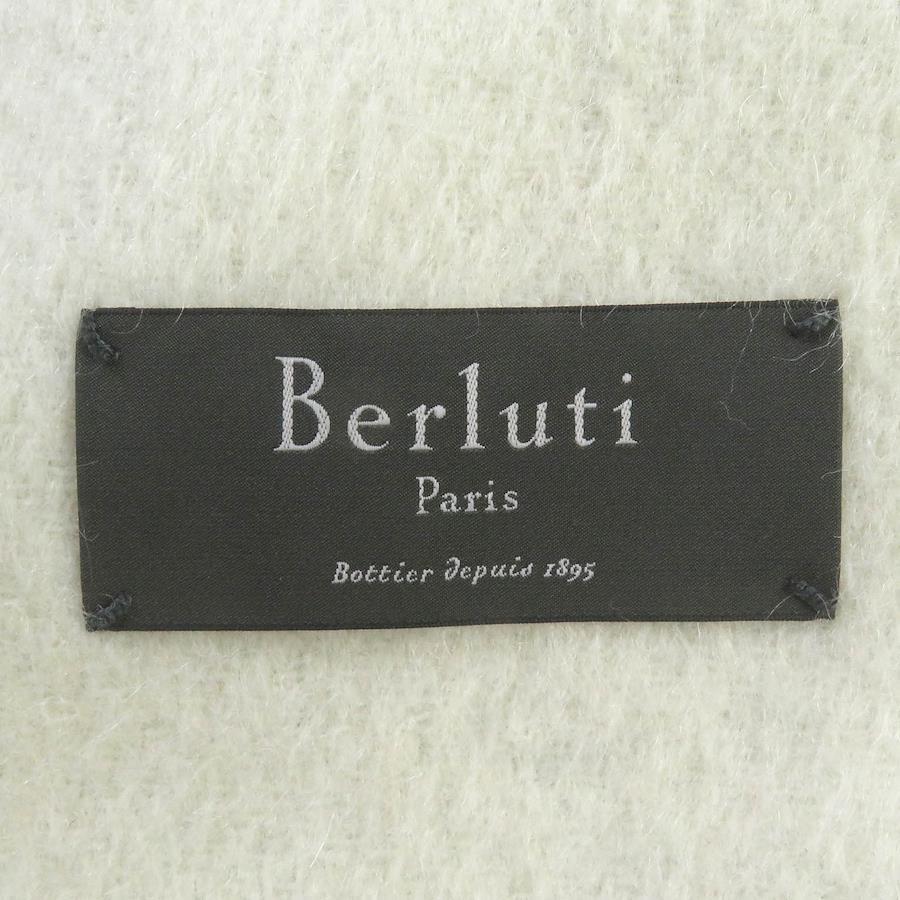 Berluti
Paris
Bottier depuis 1895